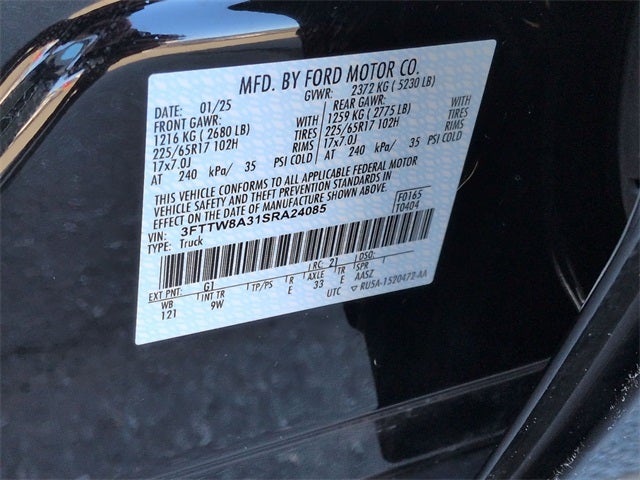 MFD. BY FORD MOTOR CO.
DATE: 01/25 GVWR: 2372 KG ( 5230 LB)
FRONT GAWR: REAR GAWR:
1216 KG ( 2680 LB) WITH 1259 KG ( 2775 LB) WITH
225/65R17 102H TIRES 225/65R17 102H TIRES
17x7.0J RIMS 17x7.0J RIMS
AT 240 kPa/ 35 PSI COLD AT 240 kPa/ 35 PSI COLD
THIS VEHICLE CONFORMS TO ALL APPLICABLE FEDERAL MOTOR
VEHICLE SAFETY AND THEFT PREVENTION STANDARDS IN
EFFECT ON THE DATE OF MANUFACTURE SHOWN ABOVE.
VIN: 3FTTW8A31SRA24085 F0165
TYPE: Truck T0404
EXT PNT: G1 RC: 21 DSO:
WB INT TR TP/PS R AXLE TR SPR
121 9W E 33 E AASZ
UTC ▽ RU5A-1520472-AA